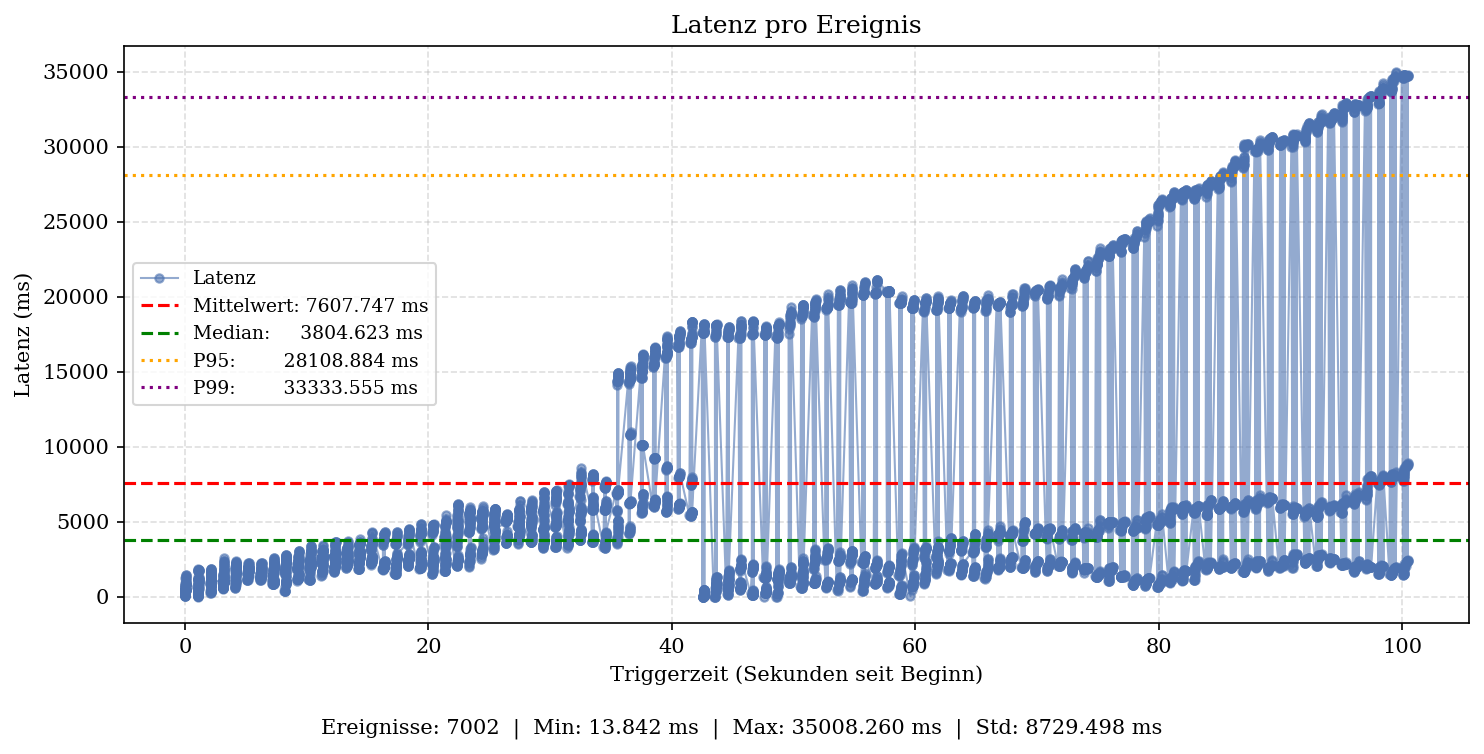 Latenz pro Ereignis
35000
30000
25000
20000
15000
10000
5000
0
Latenz (ms)
Latenz
Mittelwert: 7607.747 ms
Median: 3804.623 ms
P95: 28108.884 ms
P99: 33333.555 ms
0 20 40 60 80 100
Triggerzeit (Sekunden seit Beginn)
Ereignisse: 7002 | Min: 13.842 ms | Max: 35008.260 ms | Std: 8729.498 ms